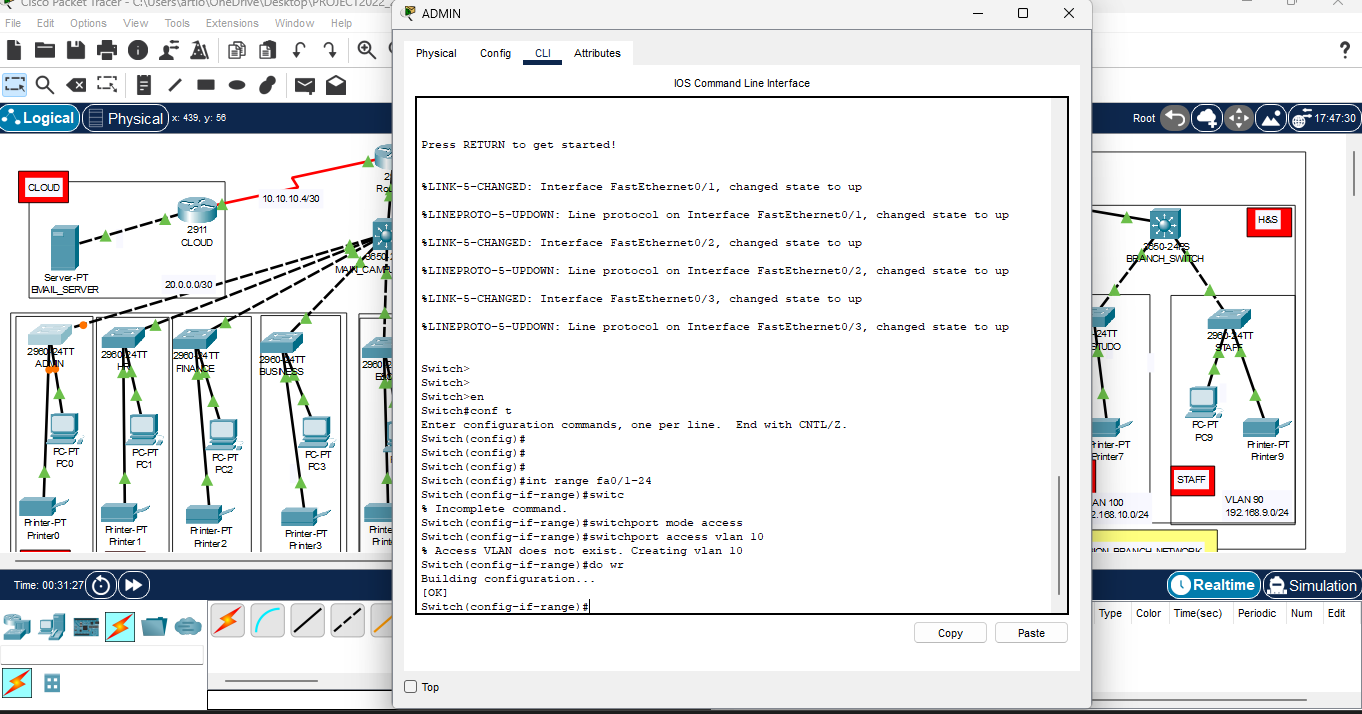 Cisco Packet Tracer - C:\Users\artio\OneDrive\Desktop\PROJECT2022_
File Edit Options View Tools Extensions Window Help
ADMIN
Physical Config CLI Attributes
IOS Command Line Interface
Logical
Physical
x: 439, y: 56
Root
17:47:30
Press RETURN to get started!
%LINK-5-CHANGED: Interface FastEthernet0/1, changed state to up
%LINEPROTO-5-UPDOWN: Line protocol on Interface FastEthernet0/1, changed state to up
%LINK-5-CHANGED: Interface FastEthernet0/2, changed state to up
%LINEPROTO-5-UPDOWN: Line protocol on Interface FastEthernet0/2, changed state to up
%LINK-5-CHANGED: Interface FastEthernet0/3, changed state to up
%LINEPROTO-5-UPDOWN: Line protocol on Interface FastEthernet0/3, changed state to up
Switch>
Switch>
Switch>en
Switch#conf t
Enter configuration commands, one per line.  End with CNTL/Z.
Switch(config)#
Switch(config)#
Switch(config)#
Switch(config)#int range fa0/1-24
Switch(config-if-range)#switc
% Incomplete command.
Switch(config-if-range)#switchport mode access
Switch(config-if-range)#switchport access vlan 10
% Access VLAN does not exist. Creating vlan 10
Switch(config-if-range)#do wr
Building configuration...
[OK]
Switch(config-if-range)#
Copy
Paste
Top
CLOUD
10.10.10.4/30
2911
CLOUD
Server-PT
EMAIL_SERVER
20.0.0.0/30
MAIN_CAMPU
2960-24TT
ADMIN
2960-24TT
HR
2960-24TT
FINANCE
2960-24TT
BUSINESS
PC-PT
PC0
PC-PT
PC1
PC-PT
PC2
PC-PT
PC3
Printer-PT
Printer0
Printer-PT
Printer1
Printer-PT
Printer2
Printer-PT
Printer3
H&S
3650-24PS
BRANCH_SWITCH
-24TT
STUDO
2960-24TT
STAFF
PC-PT
PC9
Printer-PT
Printer7
Printer-PT
Printer9
STAFF
AN 100
2.168.10.0/24
VLAN 90
192.168.9.0/24
ION_BRANCH_NETWORK
Time: 00:31:27
Realtime
Simulation
Type Color Time(sec) Periodic Num Edit